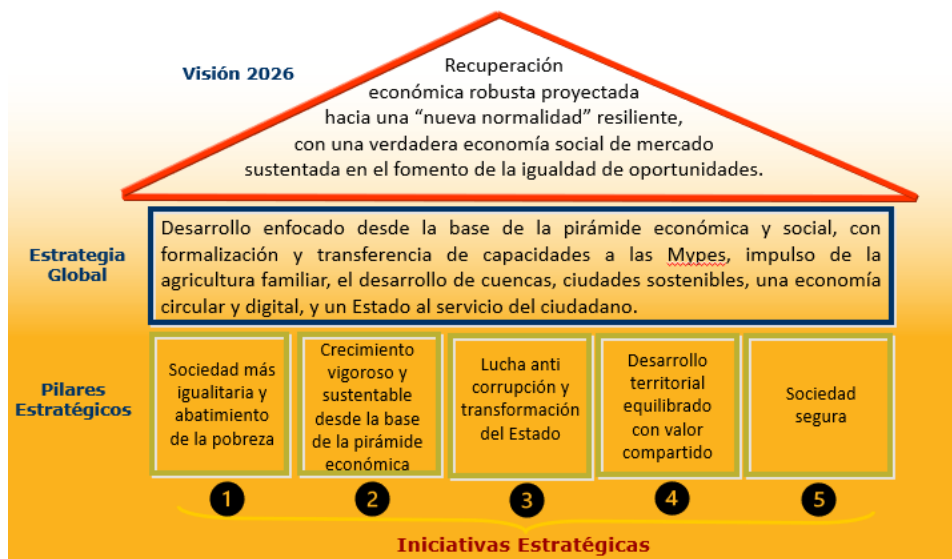 Visión 2026
Recuperación
económica robusta proyectada
hacia una “nueva normalidad” resiliente,
con una verdadera economía social de mercado
sustentada en el fomento de la igualdad de oportunidades.
Estrategia
Global
Desarrollo enfocado desde la base de la pirámide económica y social, con
formalización y transferencia de capacidades a las Mypes, impulso de la
agricultura familiar, el desarrollo de cuencas, ciudades sostenibles, una economía
circular y digital, y un Estado al servicio del ciudadano.
Pilares
Estratégicos
Sociedad más
igualitaria y
abatimiento
de la pobreza
Crecimiento
vigoroso y
sustentable
desde la base
de la pirámide
económica
Lucha anti
corrupción y
transformación
del Estado
Desarrollo
territorial
equilibrado
con valor
compartido
Sociedad
segura
1
2
3
4
5
Iniciativas Estratégicas